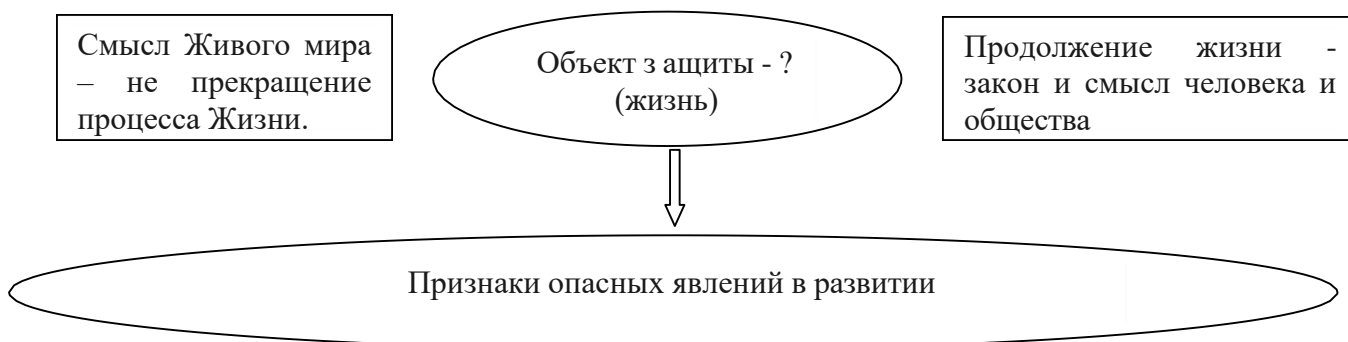 Смысл Живого мира
– не прекращение
процесса Жизни.
Объект з ащиты - ?
(жизнь)
Продолжение жизни -
закон и смысл человека и
общества
Признаки опасных явлений в развитии